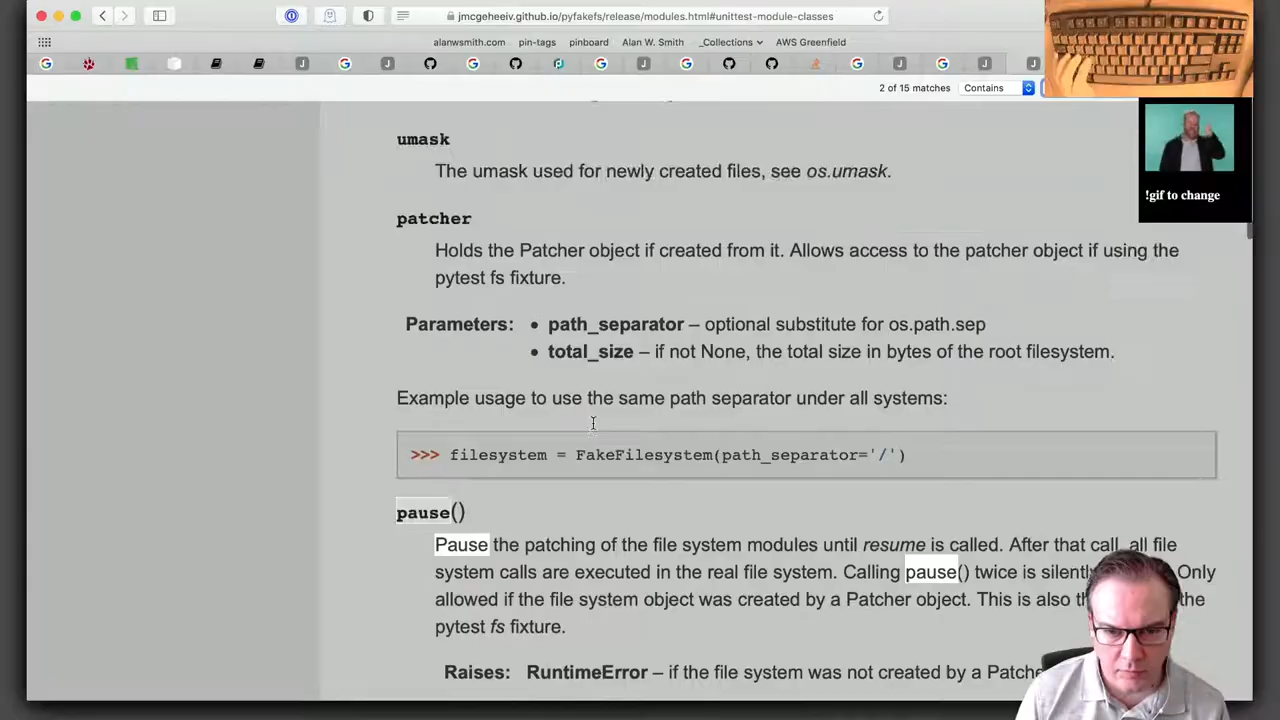 jmcgeheeiv.github.io/pyfakefs/release/modules.html#unittest-module-classes
alanwsmith.com pin-tags pinboard Alan W. Smith _Collections AWS Greenfield
2 of 15 matches Contains
umask
The umask used for newly created files, see os.umask.
!gif to change
patcher
Holds the Patcher object if created from it. Allows access to the patcher object if using the
pytest fs fixture.
Parameters: • path_separator – optional substitute for os.path.sep
• total_size – if not None, the total size in bytes of the root filesystem.
Example usage to use the same path separator under all systems:
>>> filesystem = FakeFilesystem(path_separator='/')
pause()
Pause the patching of the file system modules until resume is called. After that call, all file
system calls are executed in the real file system. Calling pause() twice is Only
allowed if the file system object was created by a Patcher object. This is also the
pytest fs fixture.
Raises: RuntimeError – if the file system was not created by a